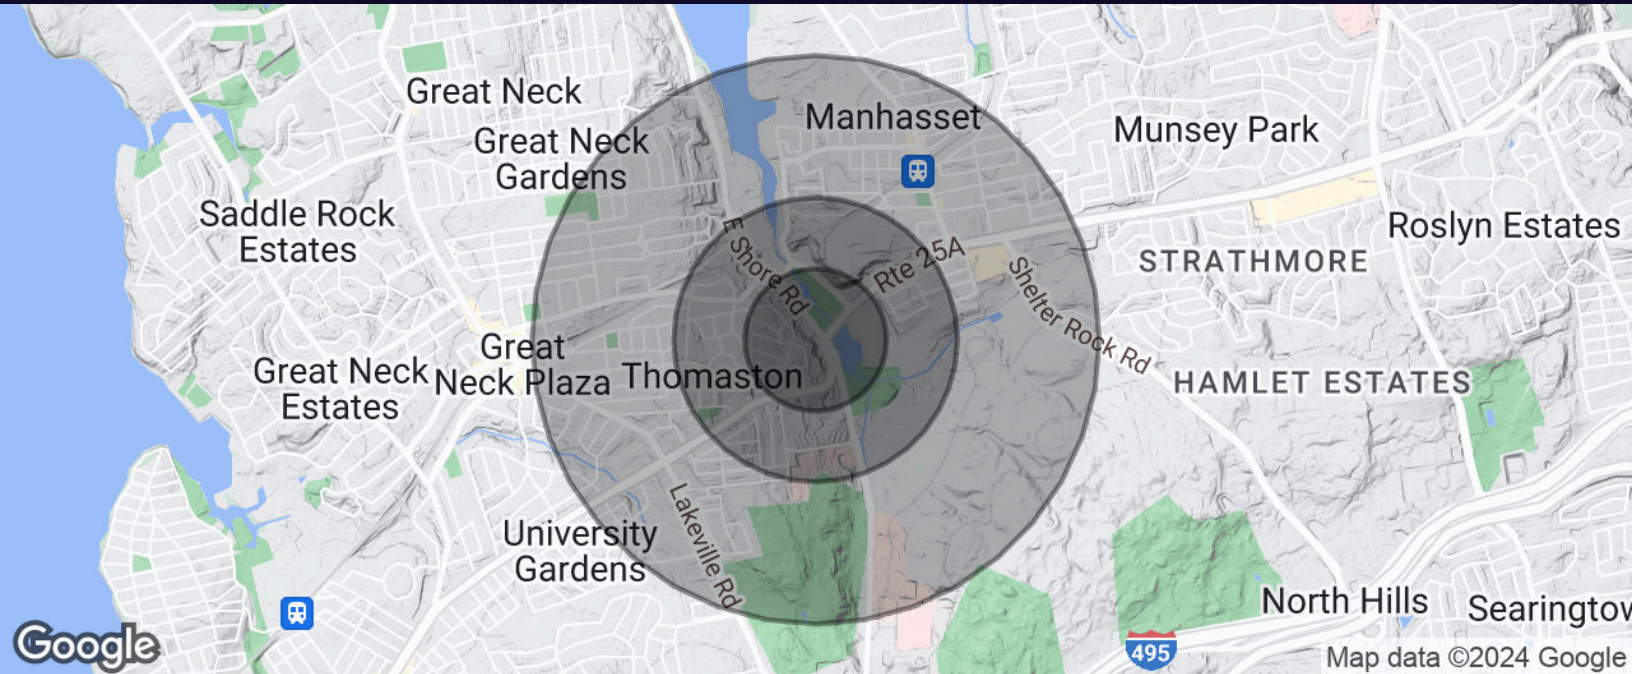 Great Neck
Manhasset
Munsey Park
Great Neck
Gardens
Saddle Rock
Estates
Roslyn Estates
E Shore Rd
Rte 25A
STRATHMORE
Shelter Rock Rd
Great
Neck Plaza
Great Neck
Estates
Thomaston
HAMLET ESTATES
Lakeville Rd
University
Gardens
North Hills
Searingtow
495
Google
Map data ©2024 Google